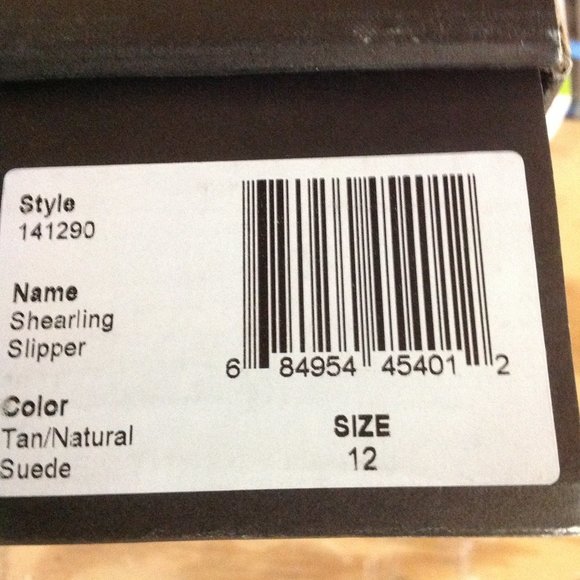 Style
141290
Name
Shearling
Slipper
Color
Tan/Natural
Suede
6 84954 45401 2
SIZE
12